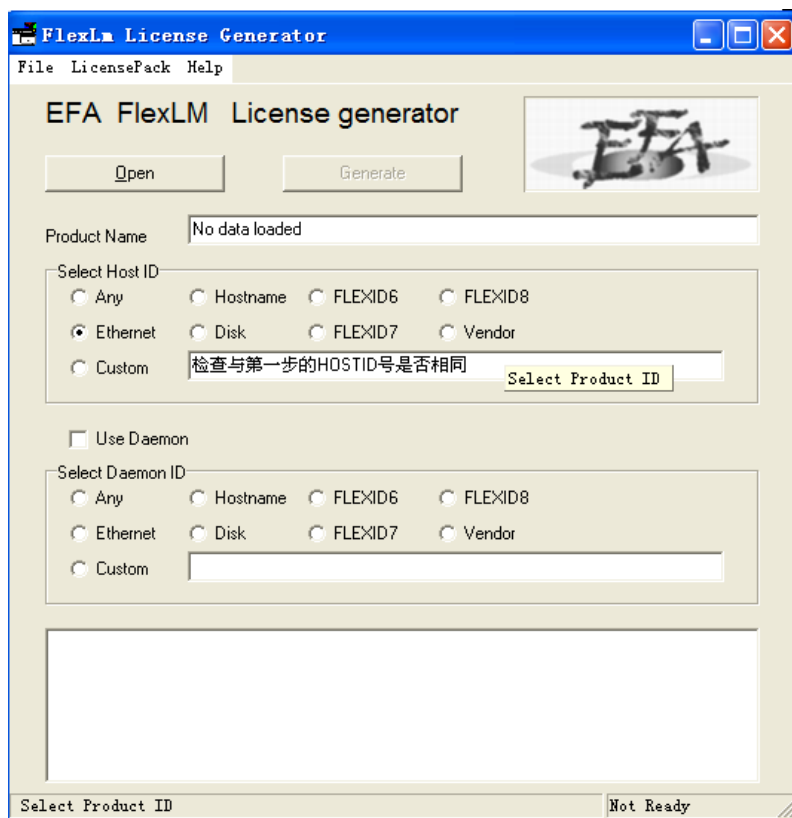 FlexLm License Generator
File LicensePack Help
EFA FlexLM License generator
EFA
Open Generate
Product Name No data loaded
Select Host ID
Any Hostname FLEXID6 FLEXID8
Ethernet Disk FLEXID7 Vendor
Custom 检查与第一步的HOSTID号是否相同
Select Product ID
Use Daemon
Select Daemon ID
Any Hostname FLEXID6 FLEXID8
Ethernet Disk FLEXID7 Vendor
Custom
Select Product ID Not Ready